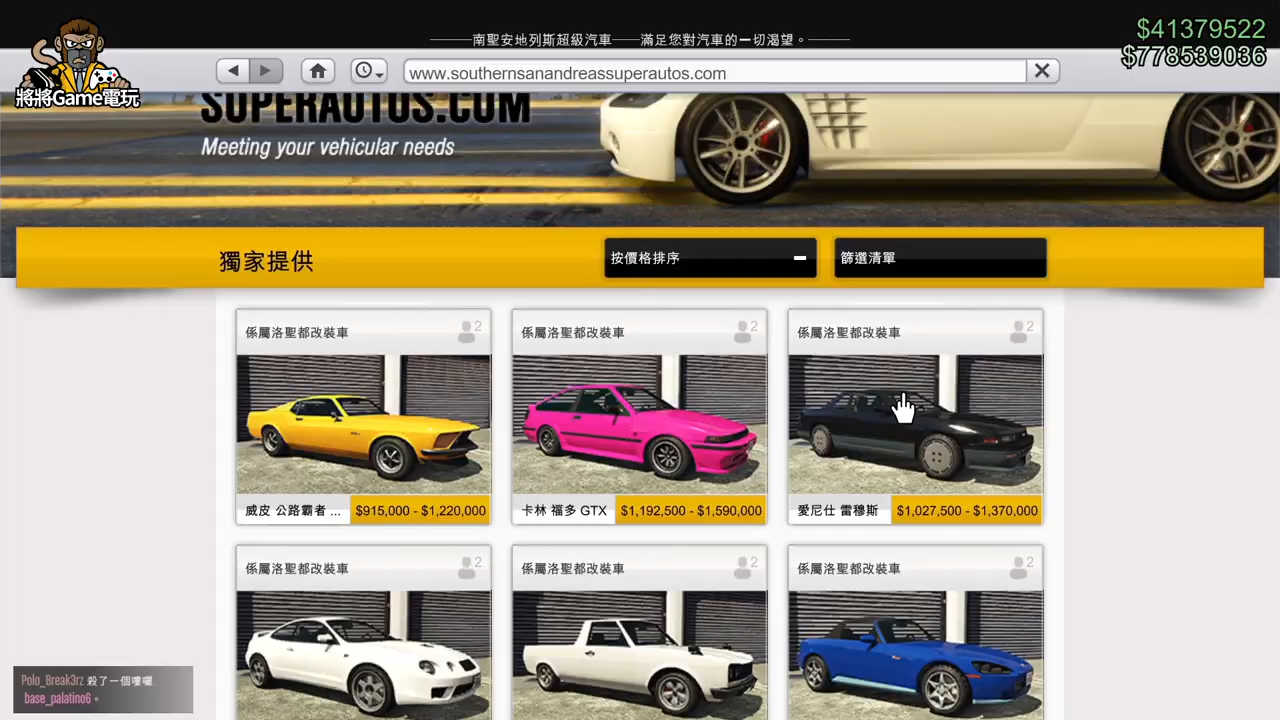 $41379522
───南聖安地列斯超級汽車──滿足您對汽車的一切渴望。───
$778539036
www.southernsanandreassuperautos.com
將將Game電玩
SUPERAUTOS.COM
Meeting your vehicular needs
獨家提供
按價格排序
篩選清單
係屬洛聖都改裝車 2
係屬洛聖都改裝車 2
係屬洛聖都改裝車 2
威皮 公路霸者 ... $915,000 - $1,220,000
卡林 福多 GTX $1,192,500 - $1,590,000
愛尼仕 雷穆斯 $1,027,500 - $1,370,000
係屬洛聖都改裝車 2
係屬洛聖都改裝車 2
係屬洛聖都改裝車 2
Polo_Break3rz 殺了一個嘍囉
base_palatino6。